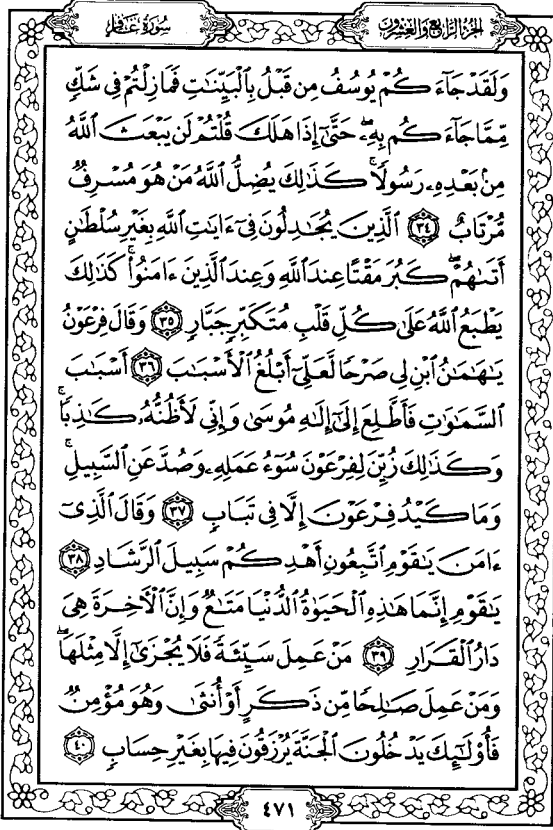 الجزء الرابع والعشرون
سورة غافر
وَلَقَدْ جَآءَكُمْ يُوسُفُ مِن قَبْلُ بِٱلْبَيِّنَٰتِ فَمَا زِلْتُمْ فِى شَكٍّ
مِّمَّا جَآءَكُم بِهِۦ ۖ حَتَّىٰٓ إِذَا هَلَكَ قُلْتُمْ لَن يَبْعَثَ ٱللَّهُ
مِنۢ بَعْدِهِۦ رَسُولًا ۚ كَذَٰلِكَ يُضِلُّ ٱللَّهُ مَنْ هُوَ مُسْرِفٌ
مُّرْتَابٌ ٣٤ ٱلَّذِينَ يُجَٰدِلُونَ فِىٓ ءَايَٰتِ ٱللَّهِ بِغَيْرِ سُلْطَٰنٍ
أَتَىٰهُمْ ۖ كَبُرَ مَقْتًا عِندَ ٱللَّهِ وَعِندَ ٱلَّذِينَ ءَامَنُوا۟ ۚ كَذَٰلِكَ
يَطْبَعُ ٱللَّهُ عَلَىٰ كُلِّ قَلْبِ مُتَكَبِّرٍ جَبَّارٍ ٣٥ وَقَالَ فِرْعَوْنُ
يَٰهَٰمَٰنُ ٱبْنِ لِى صَرْحًا لَّعَلِّىٓ أَبْلُغُ ٱلْأَسْبَٰبَ ٣٦ أَسْبَٰبَ
ٱلسَّمَٰوَٰتِ فَأَطَّلِعَ إِلَىٰٓ إِلَٰهِ مُوسَىٰ وَإِنِّى لَأَظُنُّهُۥ كَٰذِبًا ۚ
وَكَذَٰلِكَ زُيِّنَ لِفِرْعَوْنَ سُوٓءُ عَمَلِهِۦ وَصُدَّ عَنِ ٱلسَّبِيلِ ۚ
وَمَا كَيْدُ فِرْعَوْنَ إِلَّا فِى تَبَابٍ ٣٧ وَقَالَ ٱلَّذِىٓ
ءَامَنَ يَٰقَوْمِ ٱتَّبِعُونِ أَهْدِكُمْ سَبِيلَ ٱلرَّشَادِ ٣٨
يَٰقَوْمِ إِنَّمَا هَٰذِهِ ٱلْحَيَوٰةُ ٱلدُّنْيَا مَتَٰعٌ وَإِنَّ ٱلْءَاخِرَةَ هِىَ
دَارُ ٱلْقَرَارِ ٣٩ مَنْ عَمِلَ سَيِّئَةً فَلَا يُجْزَىٰٓ إِلَّا مِثْلَهَا ۖ
وَمَنْ عَمِلَ صَٰلِحًا مِّن ذَكَرٍ أَوْ أُنثَىٰ وَهُوَ مُؤْمِنٌ
فَأُو۟لَٰٓئِكَ يَدْخُلُونَ ٱلْجَنَّةَ يُرْزَقُونَ فِيهَا بِغَيْرِ حِسَابٍ ٤٠
٤٧١